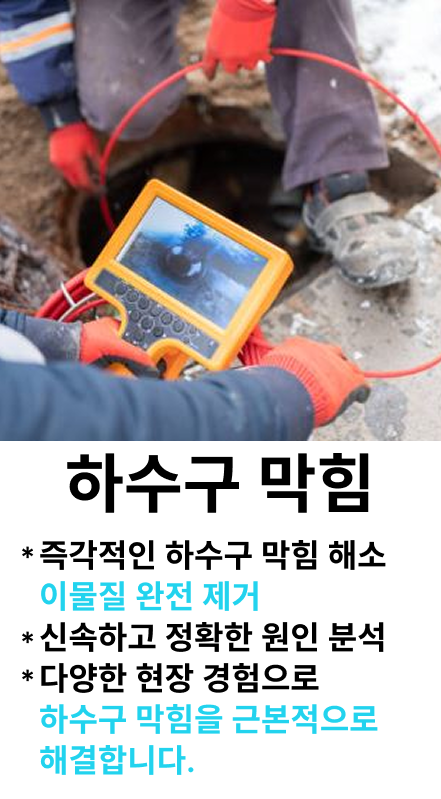 하수구 막힘
*즉각적인 하수구 막힘 해소
이물질 완전 제거
*신속하고 정확한 원인 분석
*다양한 현장 경험으로
하수구 막힘을 근본적으로
해결합니다.